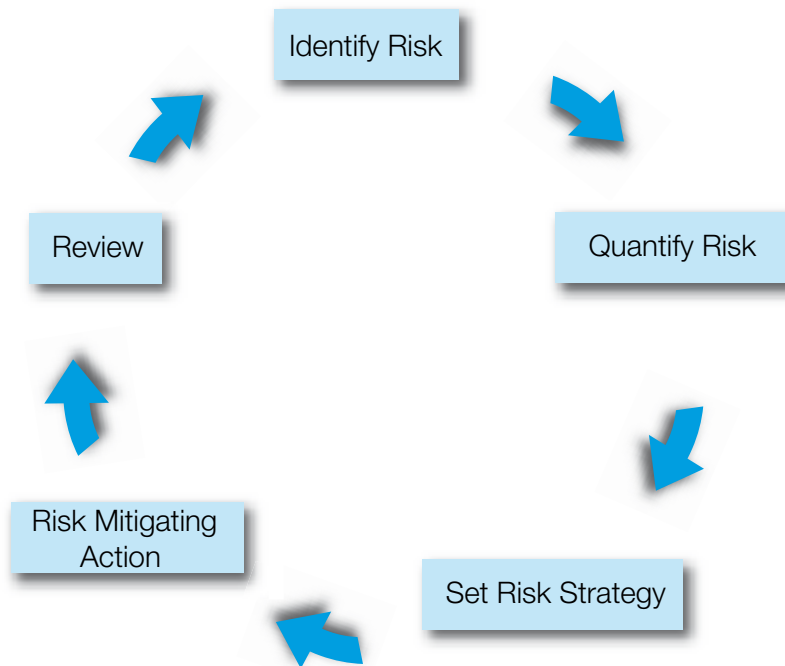 Identify Risk
Quantify Risk
Set Risk Strategy
Risk Mitigating
Action
Review